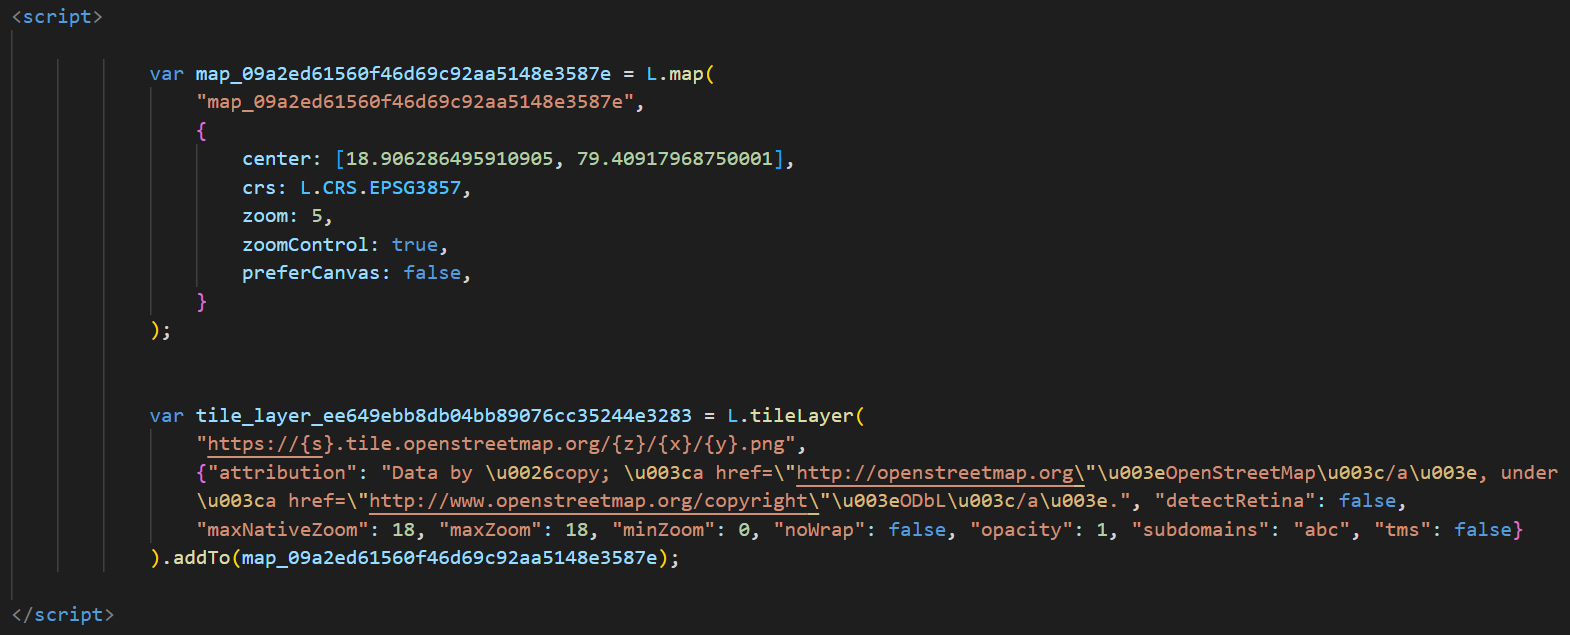 <script>
var map_09a2ed61560f46d69c92aa5148e3587e = L.map(
"map_09a2ed61560f46d69c92aa5148e3587e",
{
center: [18.906286495910905, 79.40917968750001],
crs: L.CRS.EPSG3857,
zoom: 5,
zoomControl: true,
preferCanvas: false,
}
);
var tile_layer_ee649ebb8db04bb89076cc35244e3283 = L.tileLayer(
"https://{s}.tile.openstreetmap.org/{z}/{x}/{y}.png",
{"attribution": "Data by \u0026copy; \u003ca href=\"http://openstreetmap.org\"\u003eOpenStreetMap\u003c/a\u003e, under
\u003ca href=\"http://www.openstreetmap.org/copyright\"\u003eODbL\u003c/a\u003e.", "detectRetina": false,
"maxNativeZoom": 18, "maxZoom": 18, "minZoom": 0, "noWrap": false, "opacity": 1, "subdomains": "abc", "tms": false}
).addTo(map_09a2ed61560f46d69c92aa5148e3587e);
</script>